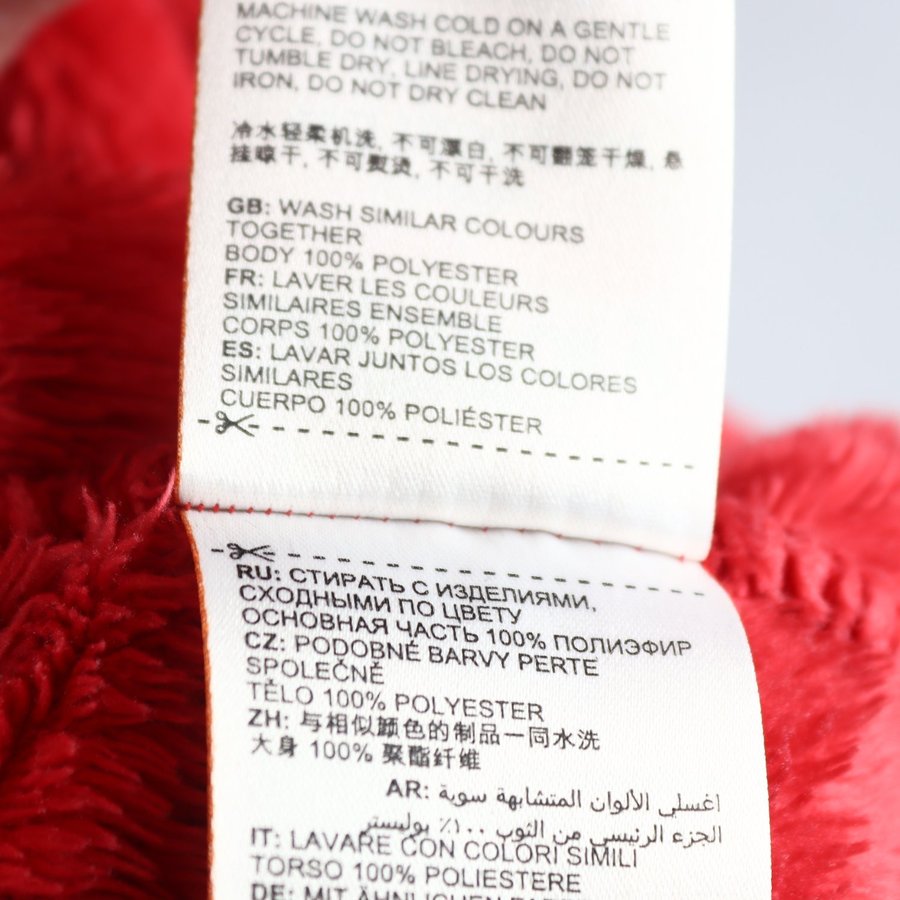 MACHINE WASH COLD ON A GENTLE
CYCLE, DO NOT BLEACH, DO NOT
TUMBLE DRY, LINE DRYING, DO NOT
IRON, DO NOT DRY CLEAN
冷水轻柔机洗, 不可漂白, 不可翻笼干燥, 悬
挂晾干, 不可熨烫, 不可干洗
GB: WASH SIMILAR COLOURS
TOGETHER
BODY 100% POLYESTER
FR: LAVER LES COULEURS
SIMILAIRES ENSEMBLE
CORPS 100% POLYESTER
ES: LAVAR JUNTOS LOS COLORES
SIMILARES
CUERPO 100% POLIÉSTER
RU: СТИРАТЬ С ИЗДЕЛИЯМИ,
СХОДНЫМИ ПО ЦВЕТУ
ОСНОВНАЯ ЧАСТЬ 100% ПОЛИЭФИР
CZ: PODOBNÉ BARVY PERTE
SPOLEČNĚ
TĚLO 100% POLYESTER
ZH: 与相似颜色的制品一同水洗
大身 100% 聚酯纤维
AR: اغسلي الألوان المتشابهة سوية
الجزء الرئيسي من الثوب ١٠٠٪ بوليستر
IT: LAVARE CON COLORI SIMILI
TORSO 100% POLIESTERE
DE: MIT ÄHNLICHEN